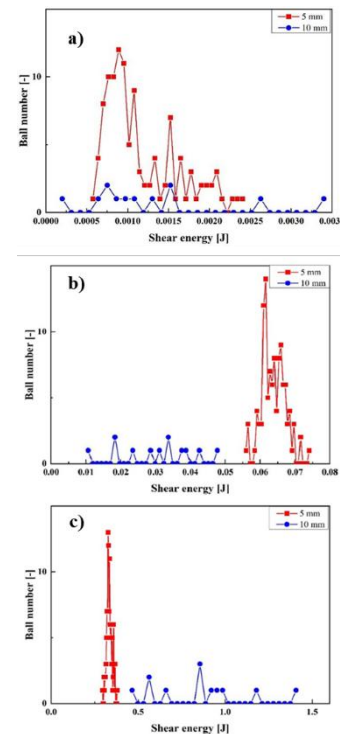 a)
5 mm
10 mm
Ball number [-]
10
0
0.0000 0.0005 0.0010 0.0015 0.0020 0.0025 0.003 0.0033
Shear energy [J]
b)
5 mm
10 mm
Ball number [-]
10
0
0.01 0.02 0.03 0.04 0.05 0.06 0.07 0.08
Shear energy [J]
c)
5 mm
10 mm
Ball number [-]
10
0
0.0 0.5 1.0 1.5
Shear energy [J]